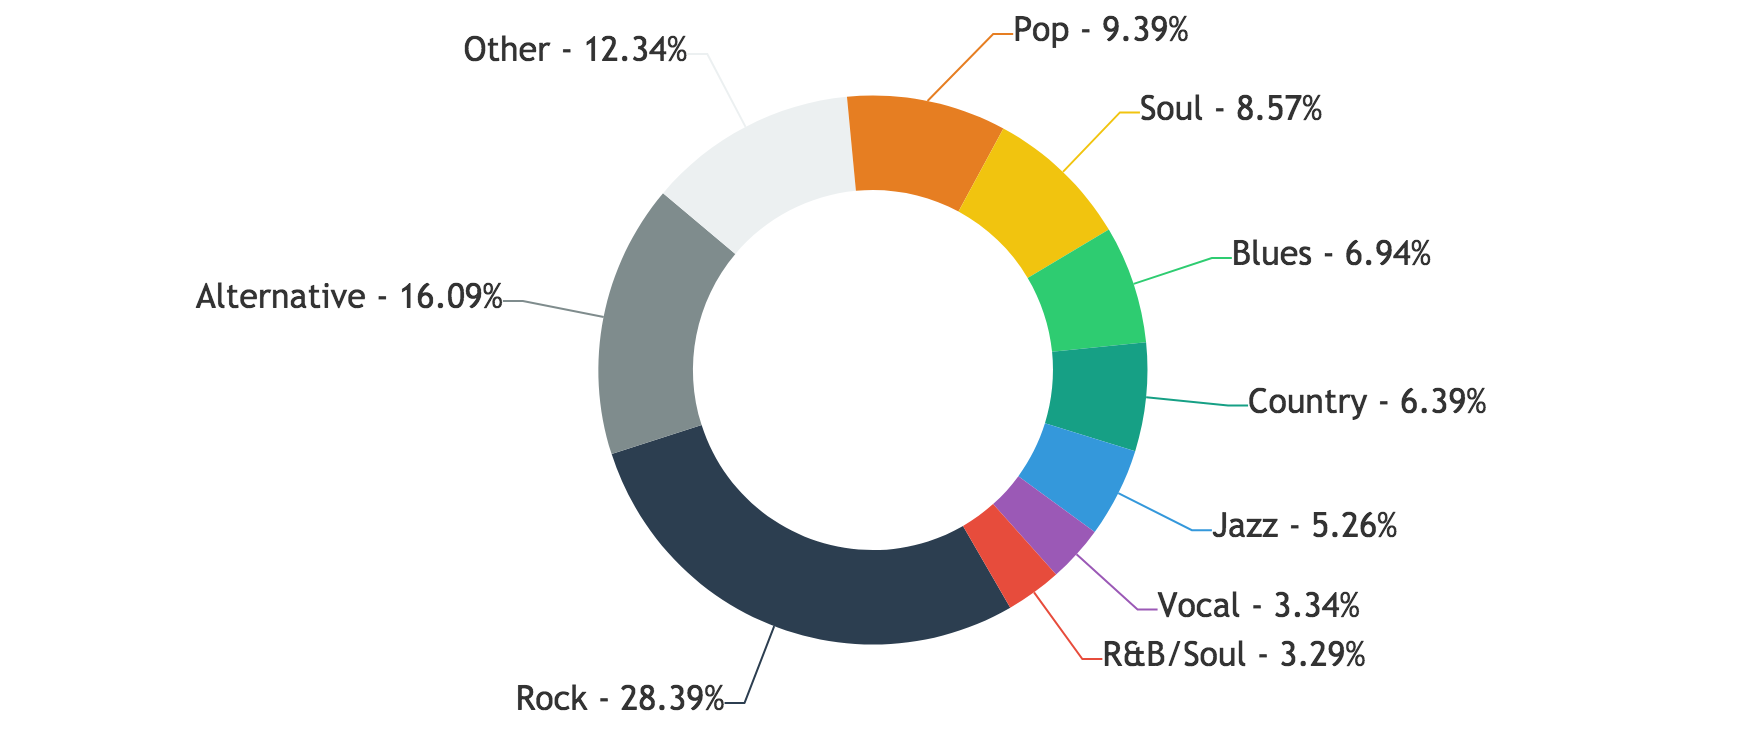 Pop - 9.39%
Other - 12.34%
Soul - 8.57%
Blues - 6.94%
Alternative - 16.09%
Country - 6.39%
Jazz - 5.26%
Vocal - 3.34%
R&B/Soul - 3.29%
Rock - 28.39%